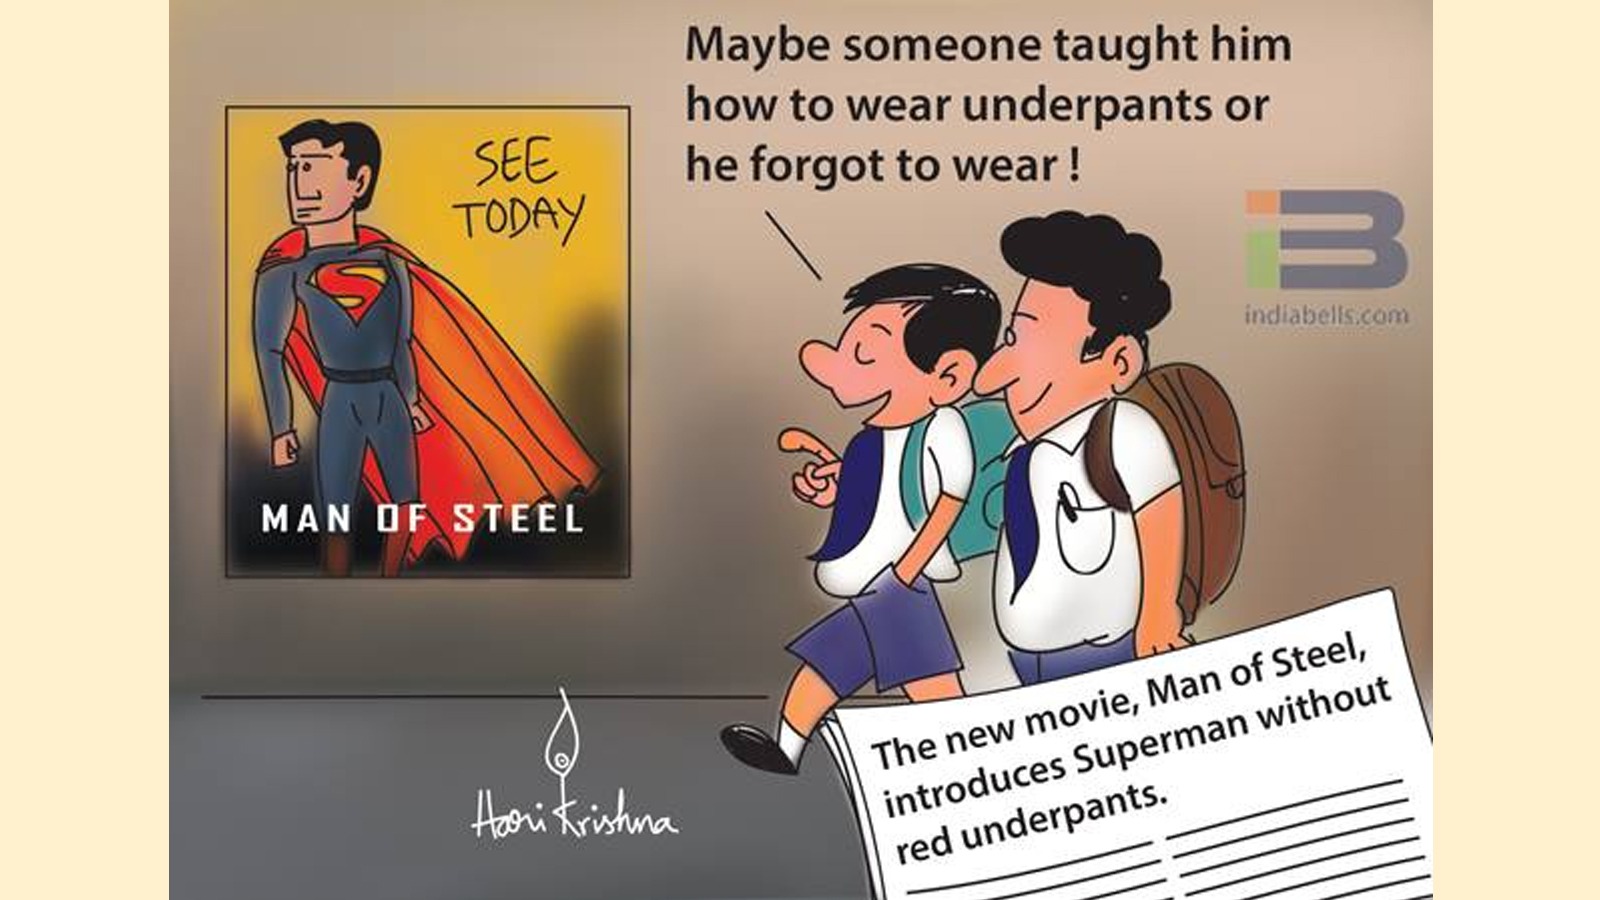 Maybe someone taught him
how to wear underpants or
he forgot to wear !
SEE
TODAY
MAN OF STEEL
iB
indiabells.com
Hari Krishna
The new movie, Man of Steel,
introduces Superman without
red underpants.